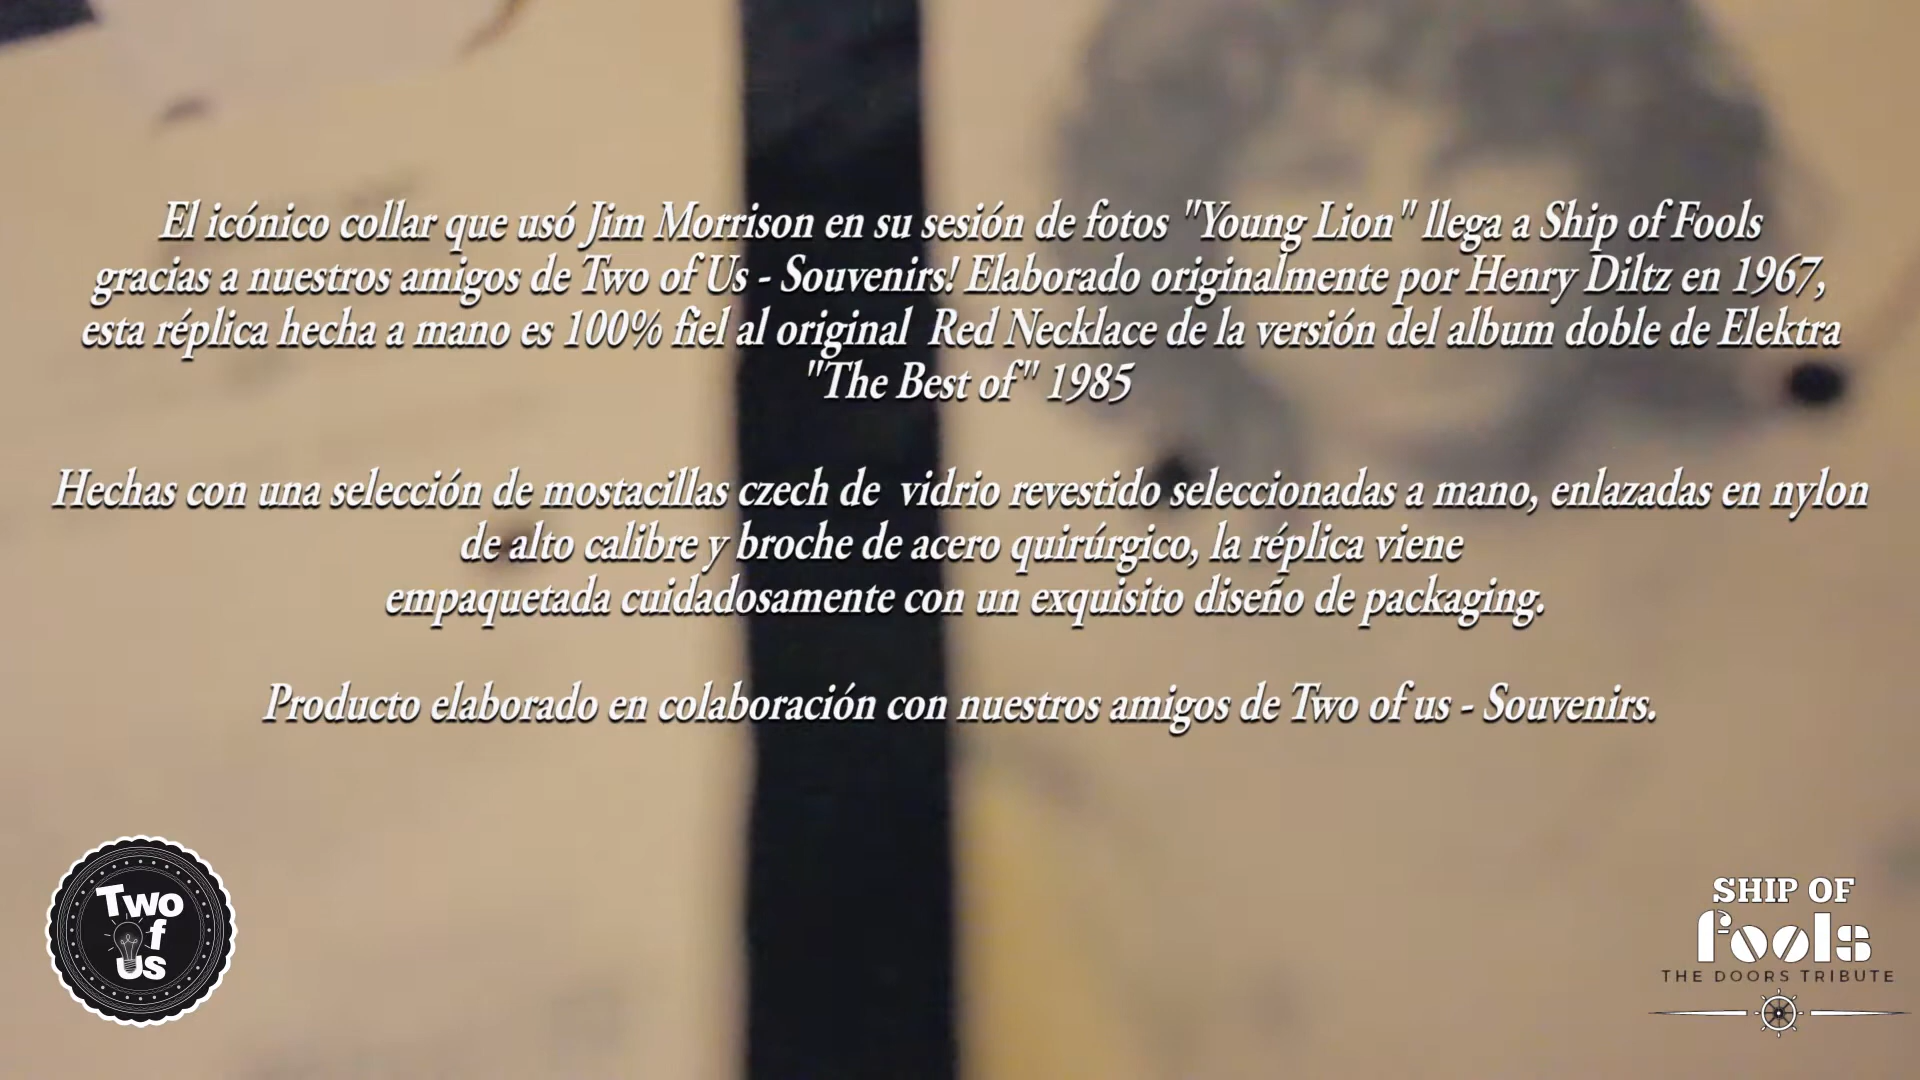 El icónico collar que usó Jim Morrison en su sesión de fotos "Young Lion" llega a Ship of Fools
gracias a nuestros amigos de Two of Us - Souvenirs! Elaborado originalmente por Henry Diltz en 1967,
esta réplica hecha a mano es 100% fiel al original  Red Necklace de la versión del album doble de Elektra
"The Best of" 1985
Hechas con una selección de mostacillas czech de  vidrio revestido seleccionadas a mano, enlazadas en nylon
de alto calibre y broche de acero quirúrgico, la réplica viene
empaquetada cuidadosamente con un exquisito diseño de packaging.
Producto elaborado en colaboración con nuestros amigos de Two of us - Souvenirs.
Two
of
us
SHIP OF
fools
THE DOORS TRIBUTE